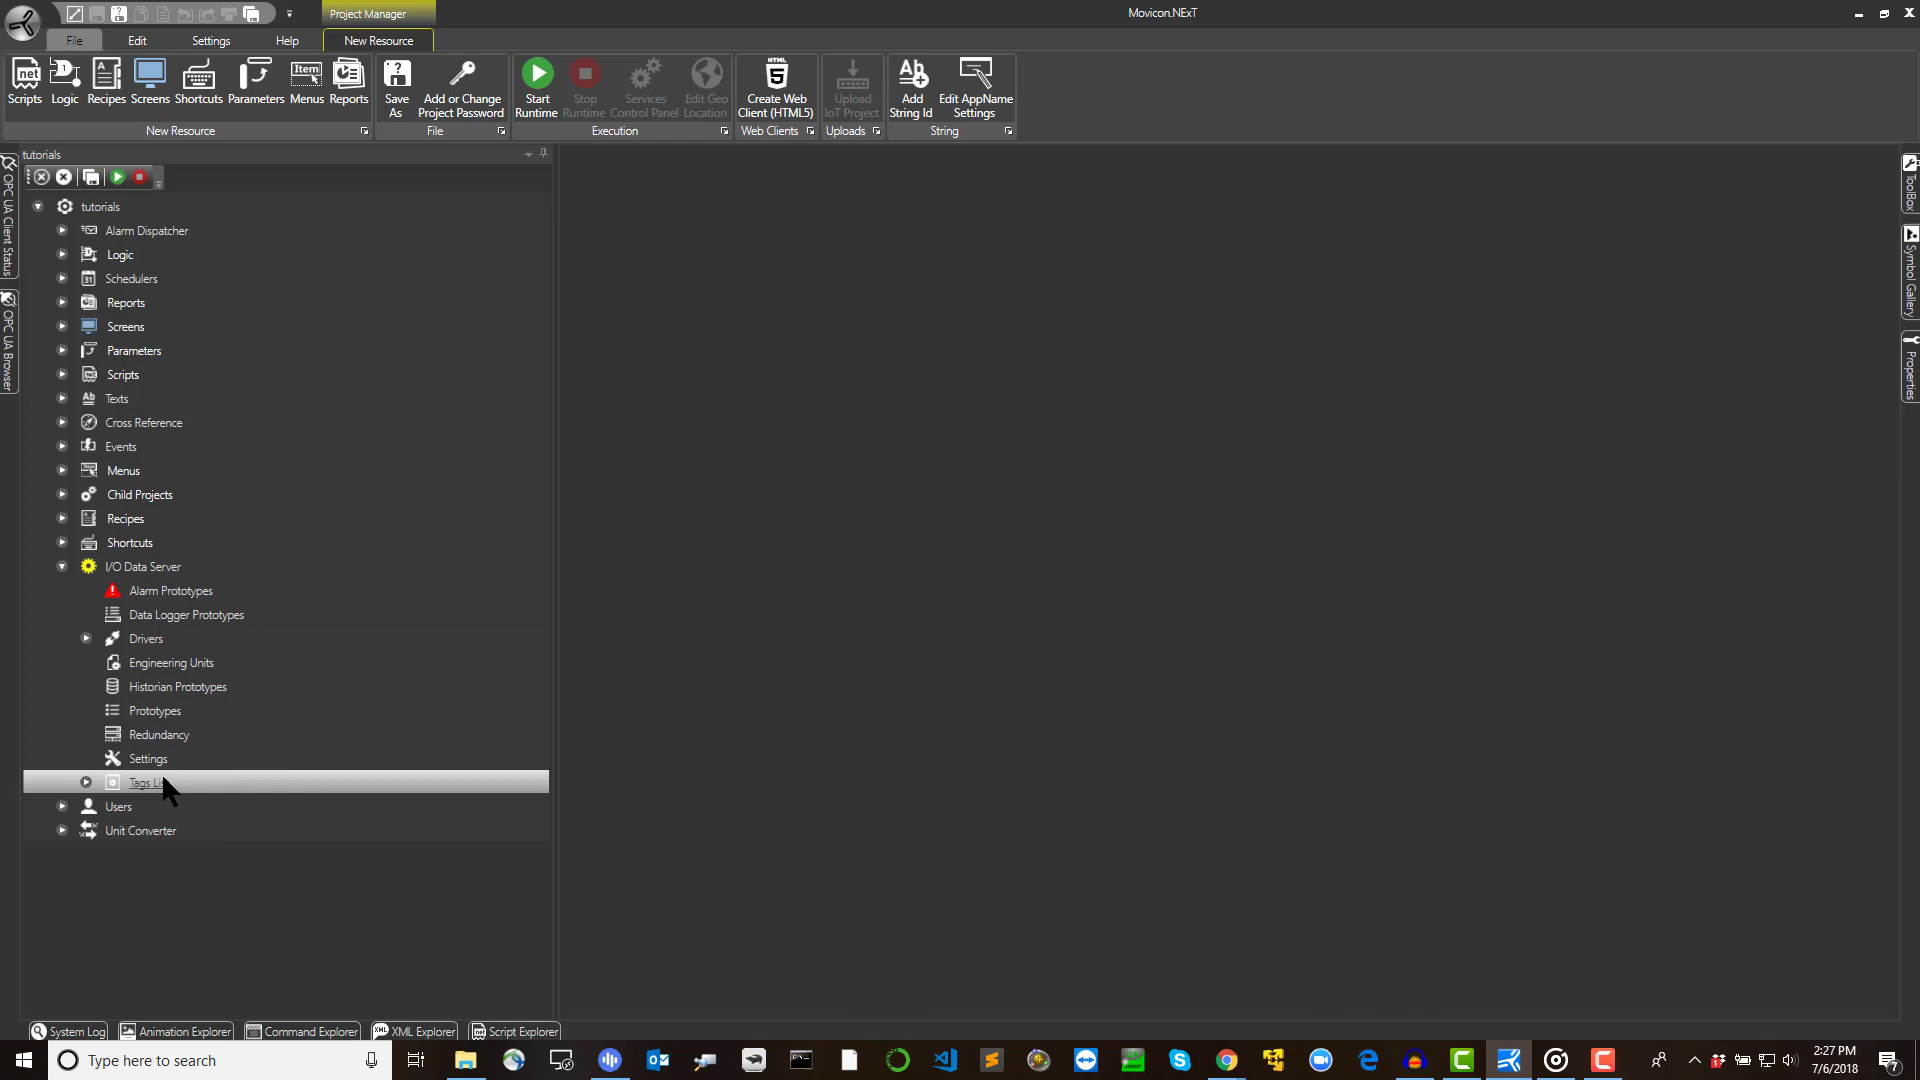 Project Manager
Movicon.NExT
File
Edit
Settings
Help
New Resource
Scripts
Logic
Recipes
Screens
Shortcuts
Parameters
Menus
Reports
Item
Save As
Add or Change Project Password
Start Runtime
Stop Runtime
Services Control Panel
Edit Geo Location
Create Web Client (HTML5)
Upload IoT Project
Add String Id
Edit AppName Settings
New Resource
File
Execution
Web Clients
Uploads
String
tutorials
OPC UA Client Status
OPC UA Browser
ToolBox
Symbol Gallery
Properties
tutorials
Alarm Dispatcher
Logic
Schedulers
Reports
Screens
Parameters
Scripts
Texts
Cross Reference
Events
Menus
Child Projects
Recipes
Shortcuts
I/O Data Server
Alarm Prototypes
Data Logger Prototypes
Drivers
Engineering Units
Historian Prototypes
Prototypes
Redundancy
Settings
Tags
Users
Unit Converter
System Log
Animation Explorer
Command Explorer
XML Explorer
Script Explorer
Type here to search
2:27 PM
7/6/2018
7